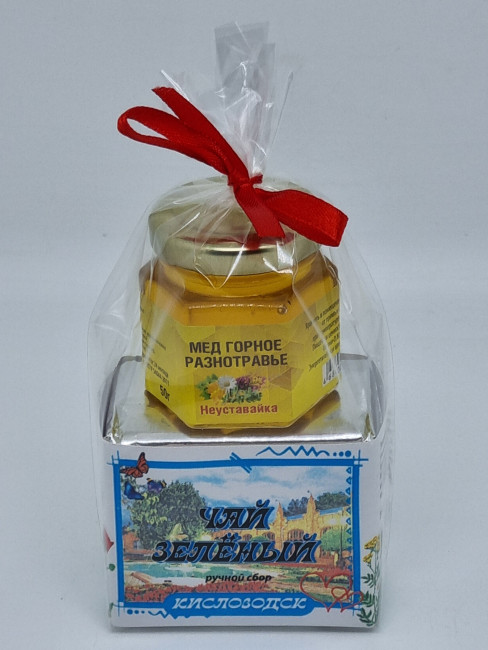 МЕД ГОРНОЕ
РАЗНОТРАВЬЕ
Неуставайка
50г
ЧАЙ
ЗЕЛЁНЫЙ
ручной сбор
КИСЛОВОДСК